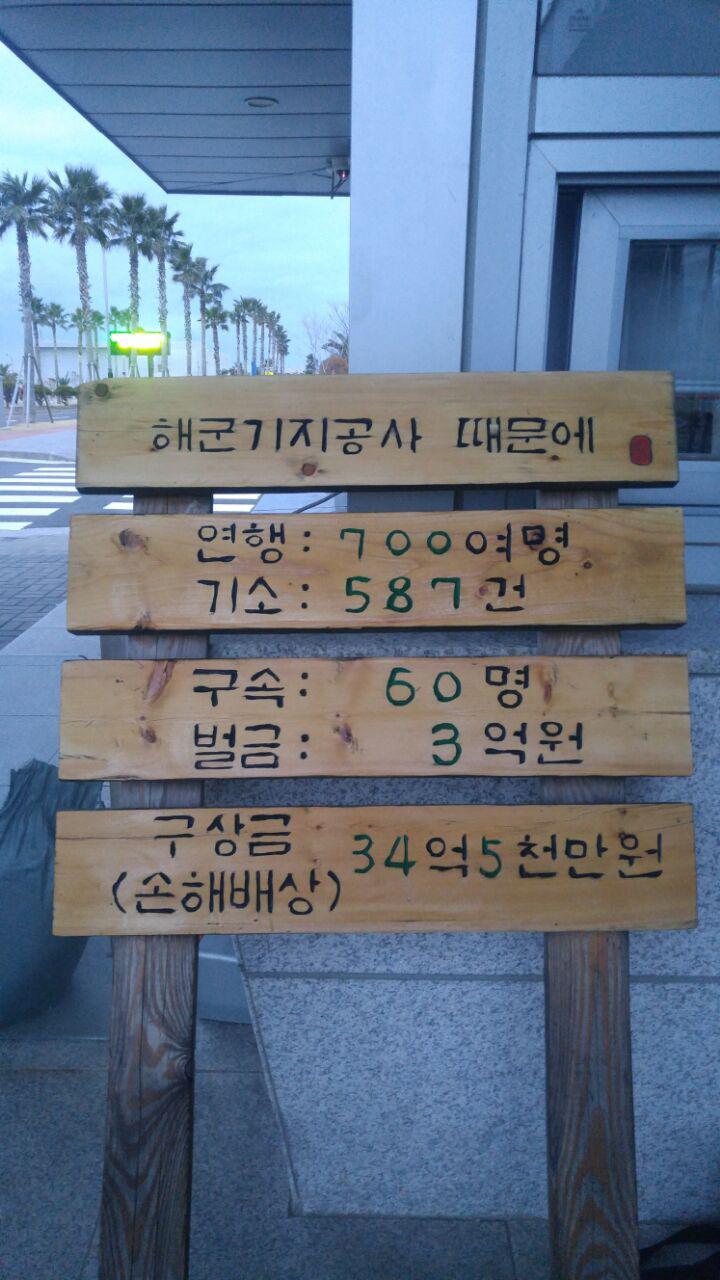 해군기지공사 때문에
연행: 700여명
기소: 587건
구속: 60명
벌금: 3억원
구상금 34억5천만원
(손해배상)